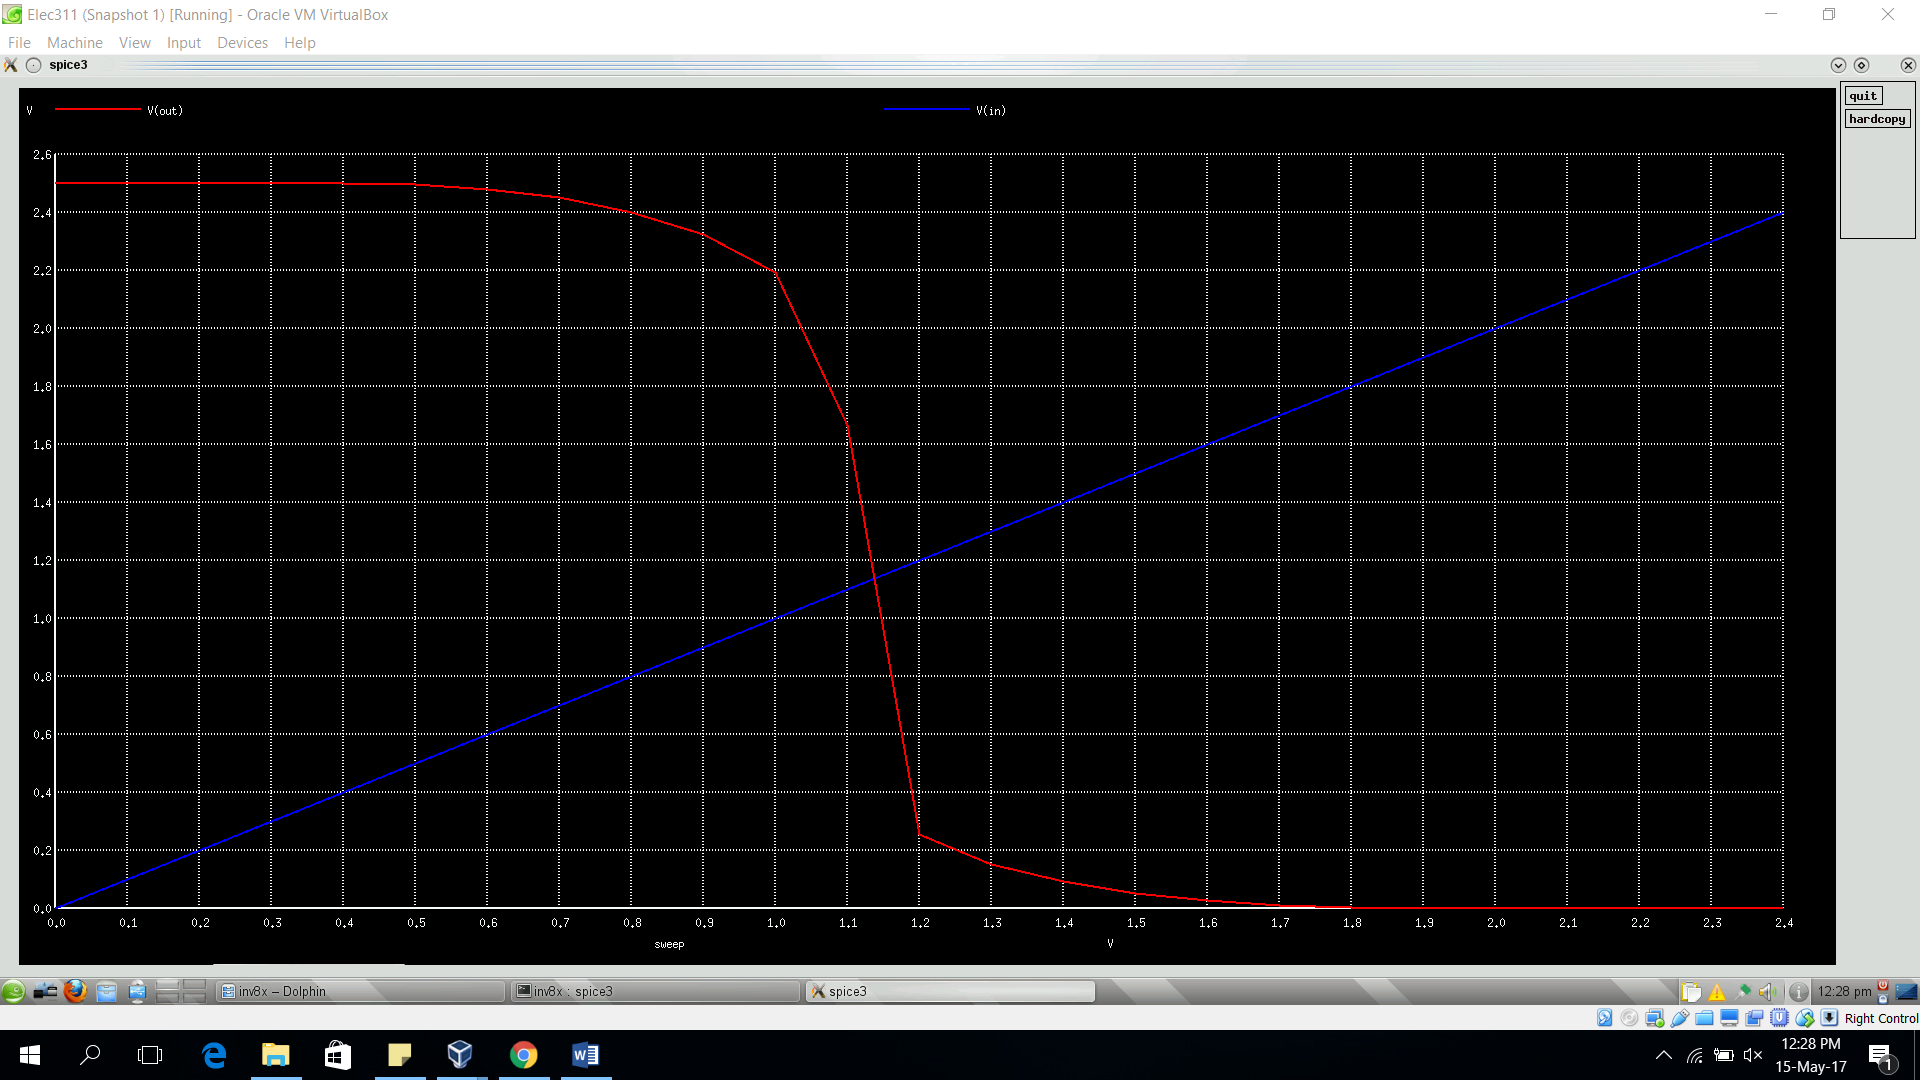 Elec311 (Snapshot 1) [Running] - Oracle VM VirtualBox
File Machine View Input Devices Help
spice3
quit
hardcopy
V V(out) V(in)
2.6
2.4
2.2
2.0
1.8
1.6
1.4
1.2
1.0
0.8
0.6
0.4
0.2
0.0
0.0 0.1 0.2 0.3 0.4 0.5 0.6 0.7 0.8 0.9 1.0 1.1 1.2 1.3 1.4 1.5 1.6 1.7 1.8 1.9 2.0 2.1 2.2 2.3 2.4
sweep V
inv8x – Dolphin inv8x : spice3 spice3 12:28 pm
Right Control
12:28 PM
15-May-17
1